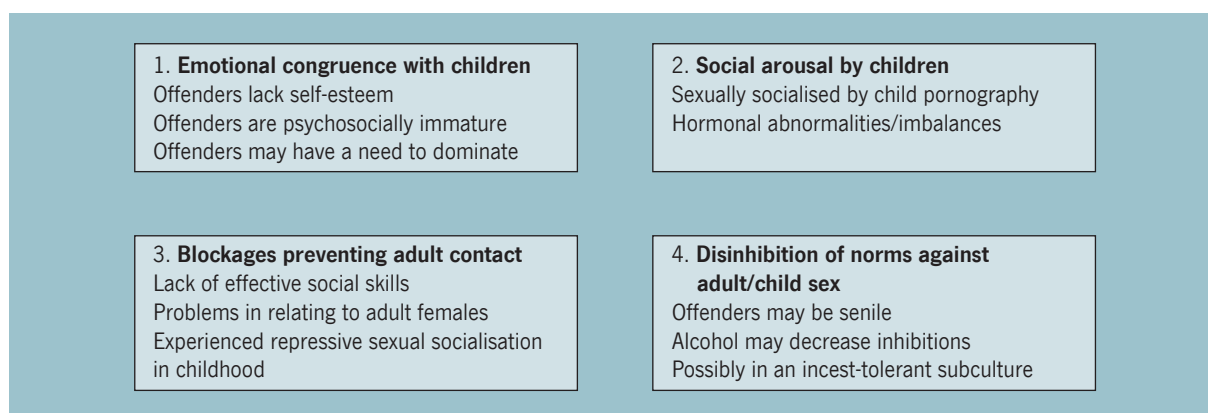 1. Emotional congruence with children
Offenders lack self-esteem
Offenders are psychosocially immature
Offenders may have a need to dominate
2. Social arousal by children
Sexually socialised by child pornography
Hormonal abnormalities/imbalances
3. Blockages preventing adult contact
Lack of effective social skills
Problems in relating to adult females
Experienced repressive sexual socialisation
in childhood
4. Disinhibition of norms against
adult/child sex
Offenders may be senile
Alcohol may decrease inhibitions
Possibly in an incest-tolerant subculture